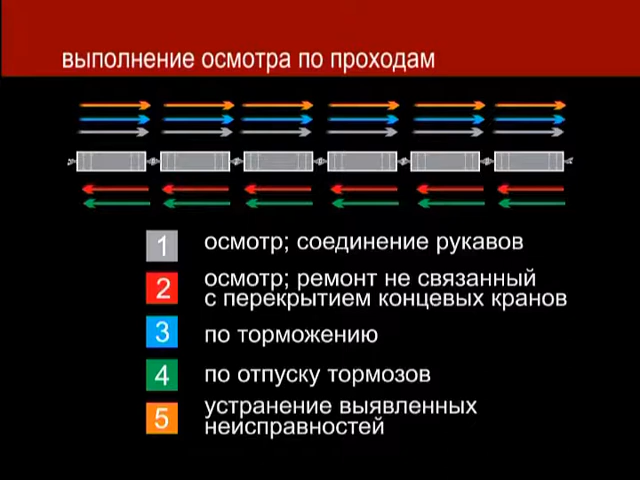 выполнение осмотра по проходам
1 осмотр; соединение рукавов
2 осмотр; ремонт не связанный
с перекрытием концевых кранов
3 по торможению
4 по отпуску тормозов
5 устранение выявленных
неисправностей